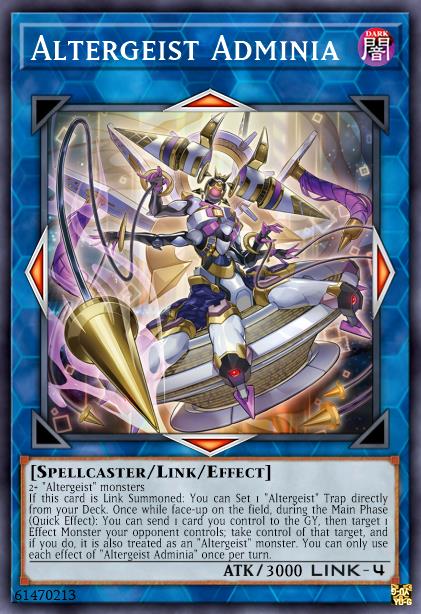 ALTERGEIST ADMINIA
DARK
闇
[SPELLCASTER/LINK/EFFECT]
2+ "Altergeist" monsters
If this card is Link Summoned: You can Set 1 "Altergeist" Trap directly
from your Deck. Once while face-up on the field, during the Main Phase
(Quick Effect): You can send 1 card you control to the GY, then target 1
Effect Monster your opponent controls; take control of that target, and
if you do, it is also treated as an "Altergeist" monster. You can only use
each effect of "Altergeist Adminia" once per turn.
ATK/3000 LINK-4
61470213